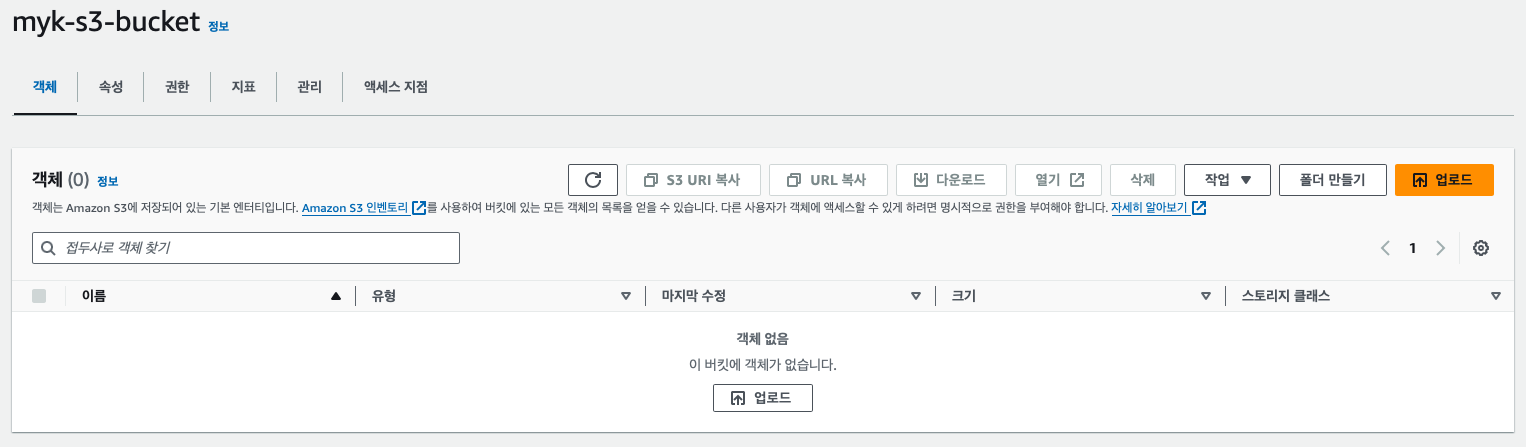 myk-s3-bucket 정보
객체 속성 권한 지표 관리 액세스 지점
객체 (0) 정보 S3 URI 복사 URL 복사 다운로드 열기 삭제 작업 폴더 만들기 업로드
객체는 Amazon S3에 저장되어 있는 기본 엔터티입니다. Amazon S3 인벤토리를 사용하여 버킷에 있는 모든 객체의 목록을 얻을 수 있습니다. 다른 사용자가 객체에 액세스할 수 있게 하려면 명시적으로 권한을 부여해야 합니다. 자세히 알아보기
접두사로 객체 찾기 1
이름 유형 마지막 수정 크기 스토리지 클래스
객체 없음
이 버킷에 객체가 없습니다.
업로드